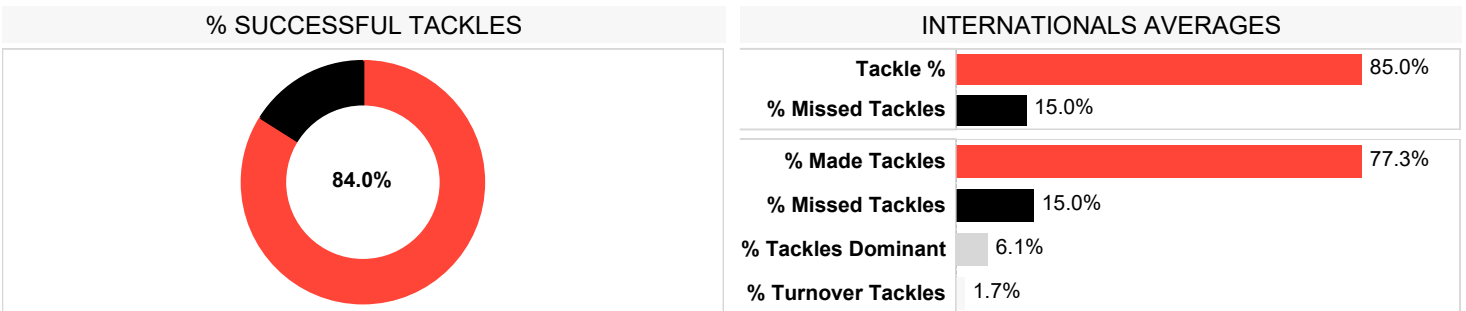 % SUCCESSFUL TACKLES
84.0%
INTERNATIONALS AVERAGES
Tackle % 85.0%
% Missed Tackles 15.0%
% Made Tackles 77.3%
% Missed Tackles 15.0%
% Tackles Dominant 6.1%
% Turnover Tackles 1.7%